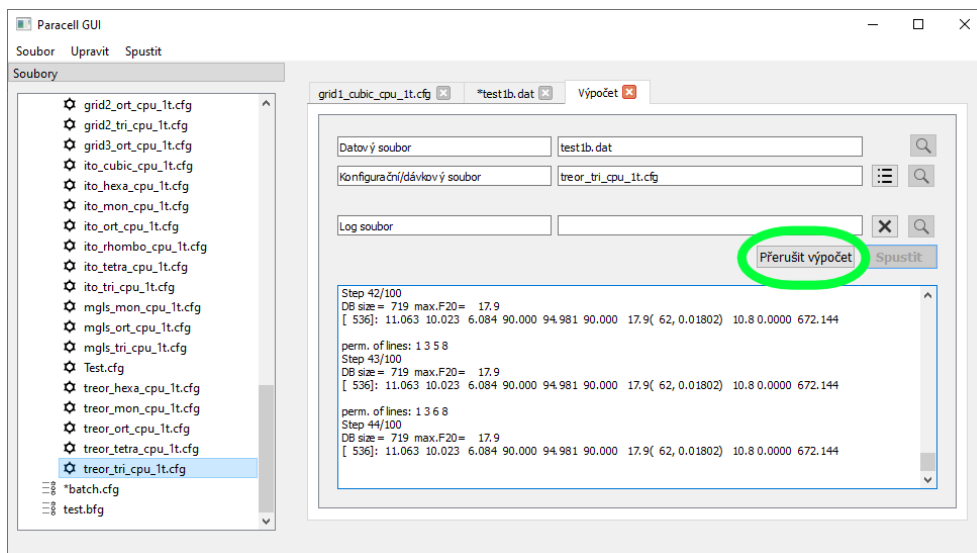 Paracell GUI
Soubor Upravit Spustit
Soubory
grid2_ort_cpu_1t.cfg
grid2_tri_cpu_1t.cfg
grid3_ort_cpu_1t.cfg
ito_cubic_cpu_1t.cfg
ito_hexa_cpu_1t.cfg
ito_mon_cpu_1t.cfg
ito_ort_cpu_1t.cfg
ito_rhombo_cpu_1t.cfg
ito_tetra_cpu_1t.cfg
ito_tri_cpu_1t.cfg
mgls_mon_cpu_1t.cfg
mgls_ort_cpu_1t.cfg
mgls_tri_cpu_1t.cfg
Test.cfg
treor_hexa_cpu_1t.cfg
treor_mon_cpu_1t.cfg
treor_ort_cpu_1t.cfg
treor_tetra_cpu_1t.cfg
treor_tri_cpu_1t.cfg
*batch.cfg
test.bfg
grid1_cubic_cpu_1t.cfg *test1b.dat Výpočet
Datový soubor test1b.dat
Konfigurační/dávkový soubor treor_tri_cpu_1t.cfg
Log soubor
Přerušit výpočet Spustit
Step 42/100
DB size = 719 max.F20= 17.9
[ 536]: 11.063 10.023 6.084 90.000 94.981 90.000 17.9( 62, 0.01802) 10.8 0.0000 672.144
perm. of lines: 1 3 5 8
Step 43/100
DB size = 719 max.F20= 17.9
[ 536]: 11.063 10.023 6.084 90.000 94.981 90.000 17.9( 62, 0.01802) 10.8 0.0000 672.144
perm. of lines: 1 3 6 8
Step 44/100
DB size = 719 max.F20= 17.9
[ 536]: 11.063 10.023 6.084 90.000 94.981 90.000 17.9( 62, 0.01802) 10.8 0.0000 672.144